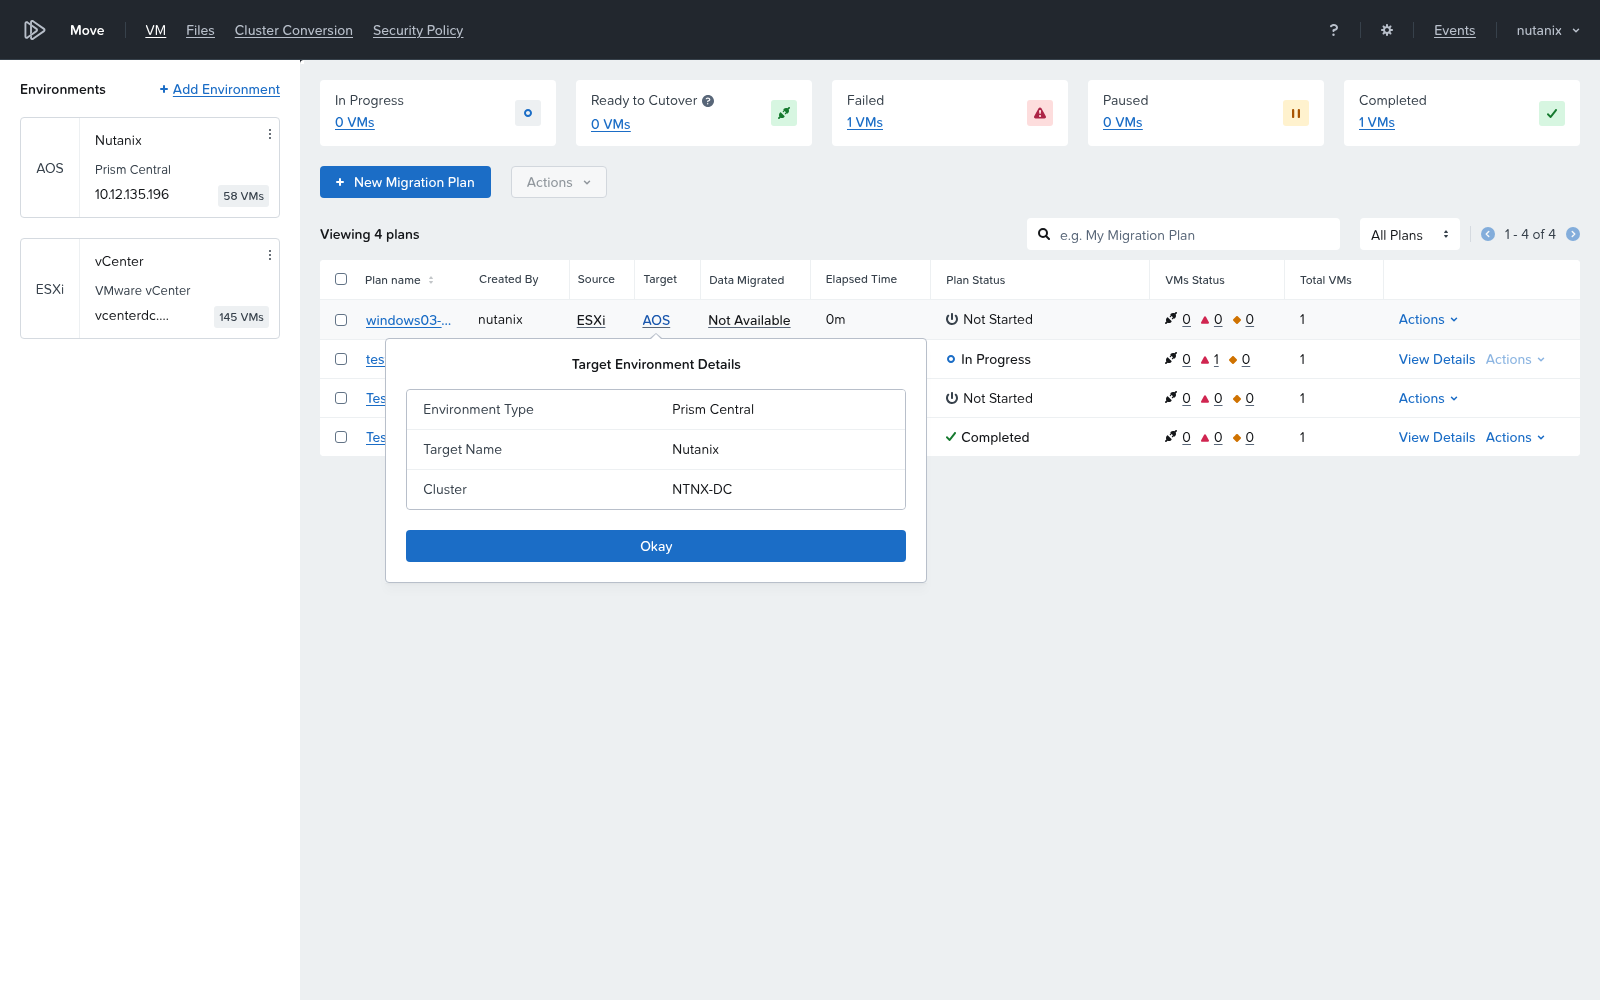 Move VM Files Cluster Conversion Security Policy ? Events nutanix
Environments + Add Environment
AOS
Nutanix
Prism Central
10.12.135.196 58 VMs
ESXi
vCenter
VMware vCenter
vcenterdc.... 145 VMs
In Progress
0 VMs
Ready to Cutover ?
0 VMs
Failed
1 VMs
Paused
0 VMs
Completed
1 VMs
+ New Migration Plan Actions
Viewing 4 plans e.g. My Migration Plan All Plans 1 - 4 of 4
Plan name Created By Source Target Data Migrated Elapsed Time Plan Status VMs Status Total VMs
windows03-... nutanix ESXi AOS Not Available 0m Not Started 0 0 0 1 Actions
tes In Progress 0 1 0 1 View Details Actions
Tes Not Started 0 0 0 1 Actions
Tes Completed 0 0 0 1 View Details Actions
Target Environment Details
Environment Type Prism Central
Target Name Nutanix
Cluster NTNX-DC
Okay